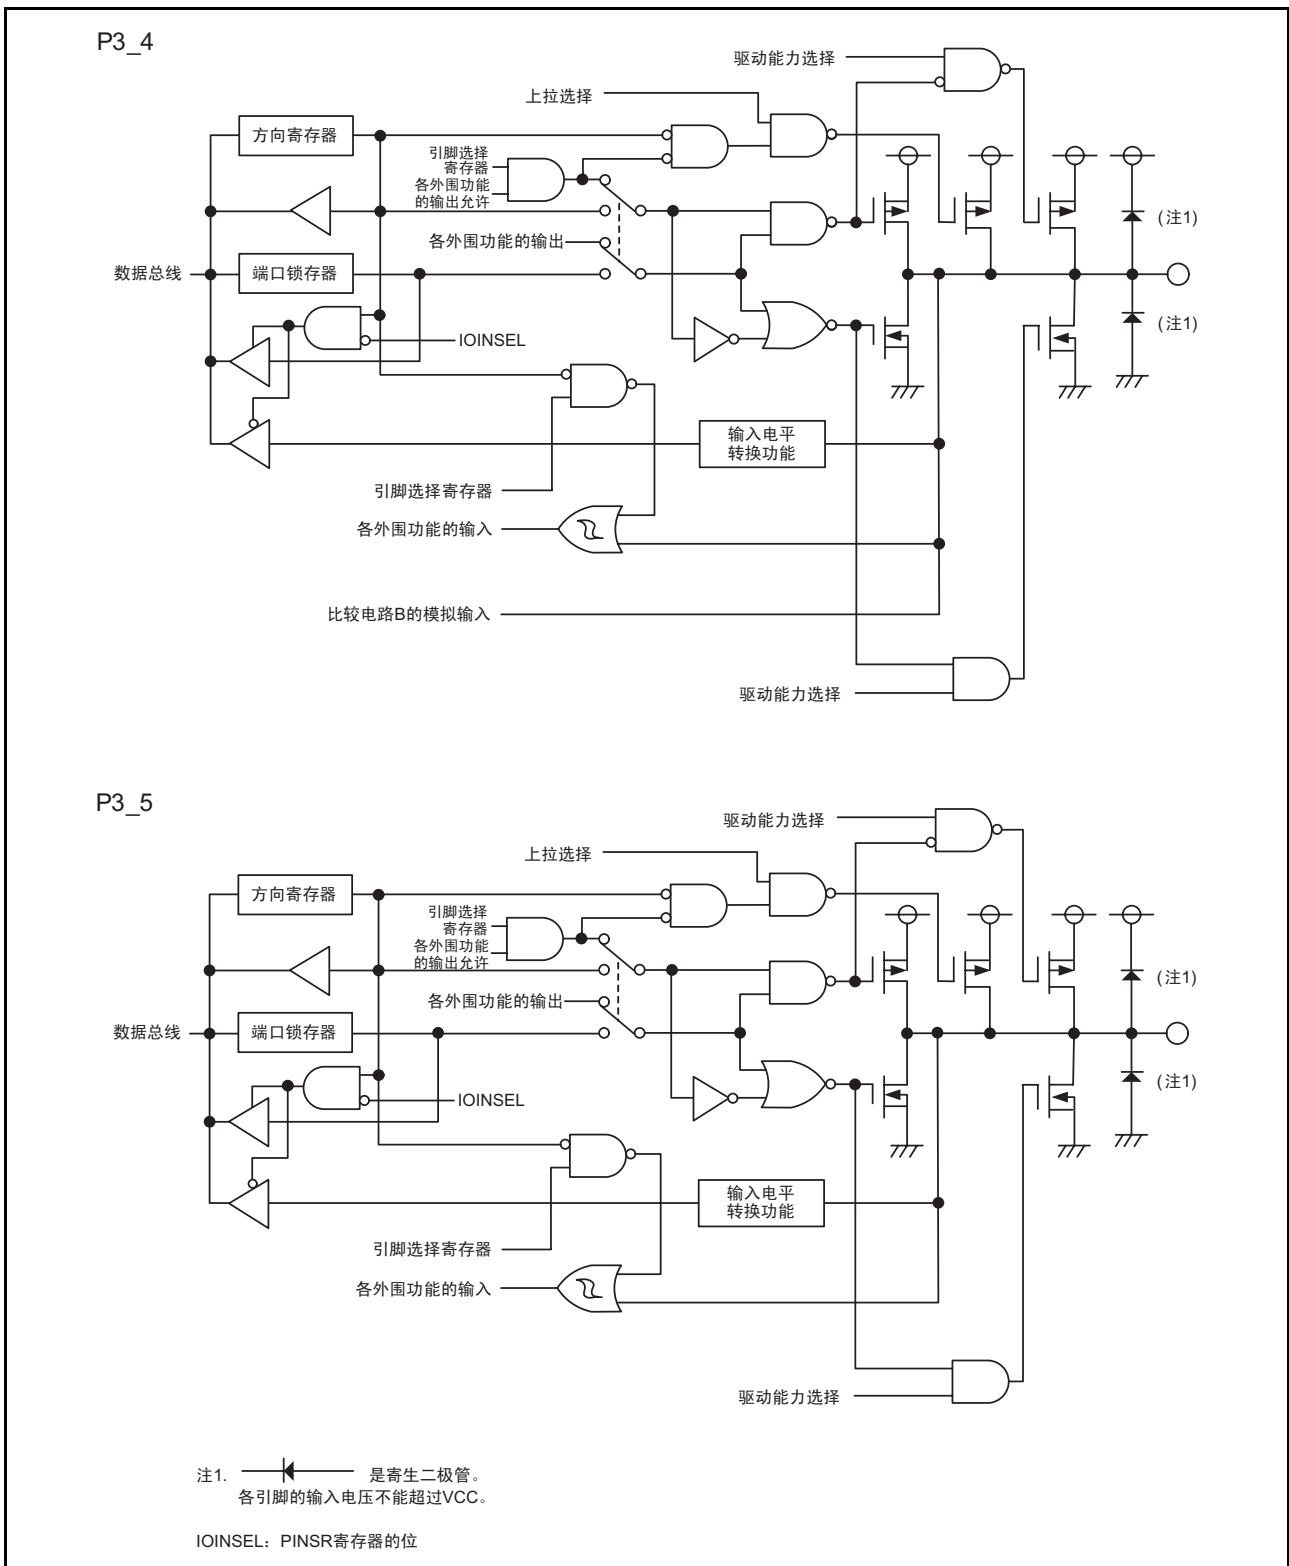 P3_4
驱动能力选择
上拉选择
方向寄存器
引脚选择
寄存器
各外围功能
的输出允许
(注1)
各外围功能的输出
数据总线
端口锁存器
(注1)
IOINSEL
输入电平
转换功能
引脚选择寄存器
各外围功能的输入
比较电路B的模拟输入
驱动能力选择
P3_5
驱动能力选择
上拉选择
方向寄存器
引脚选择
寄存器
各外围功能
的输出允许
(注1)
各外围功能的输出
数据总线
端口锁存器
(注1)
IOINSEL
输入电平
转换功能
引脚选择寄存器
各外围功能的输入
驱动能力选择
注1. 是寄生二极管。
各引脚的输入电压不能超过VCC。
IOINSEL：PINSR寄存器的位